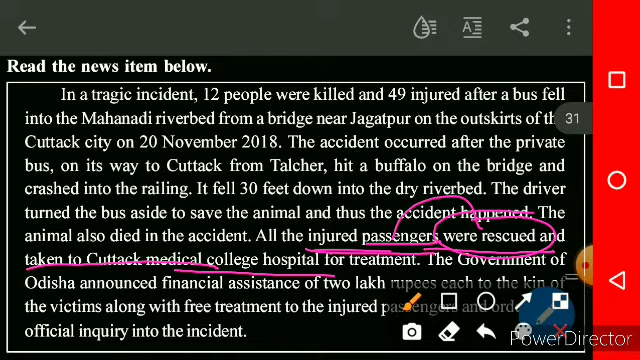 Read the news item below.
In a tragic incident, 12 people were killed and 49 injured after a bus fell
into the Mahanadi riverbed from a bridge near Jagatpur on the outskirts of th
Cuttack city on 20 November 2018. The accident occurred after the private
bus, on its way to Cuttack from Talcher, hit a buffalo on the bridge and
crashed into the railing. It fell 30 feet down into the dry riverbed. The driver
turned the bus aside to save the animal and thus the accident happened. The
animal also died in the accident. All the injured passengers were rescued and
taken to Cuttack medical college hospital for treatment. The Government of
Odisha announced financial assistance of two lakh rupees each to the kin of
the victims along with free treatment to the injured passengers and ord
official inquiry into the incident.
31
PowerDirector